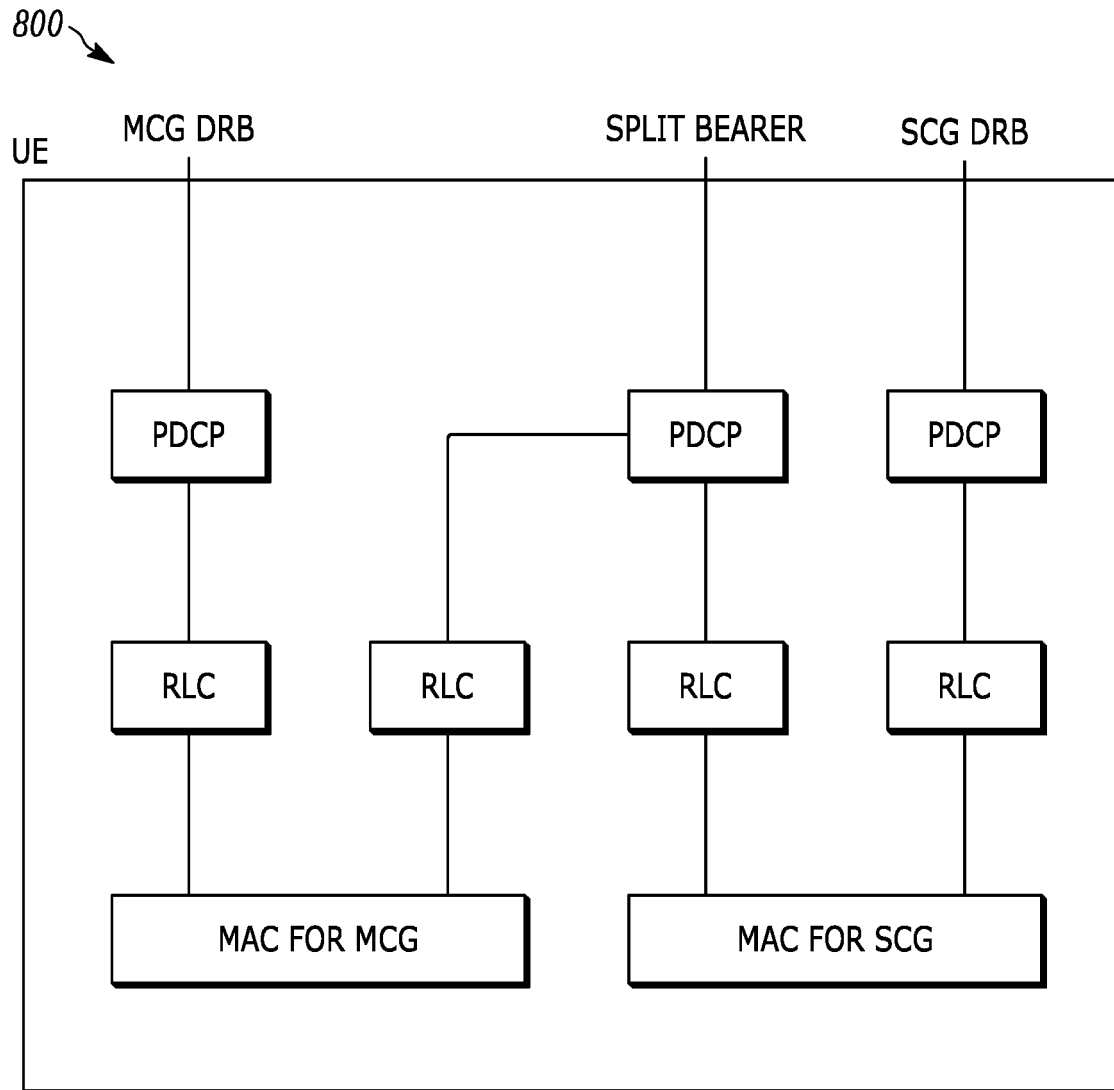 800
MCG DRB SPLIT BEARER SCG DRB
UE
PDCP PDCP PDCP
RLC RLC RLC RLC
MAC FOR MCG MAC FOR SCG